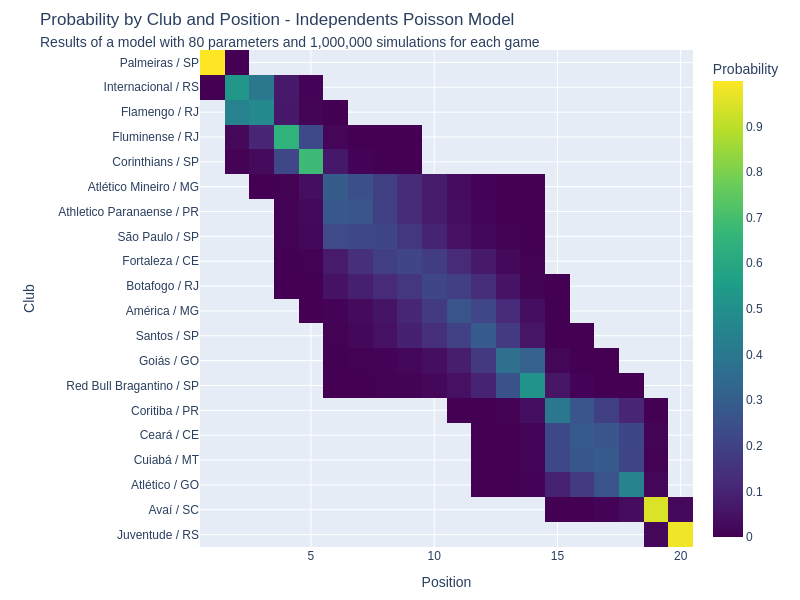 Probability by Club and Position - Independents Poisson Model
Results of a model with 80 parameters and 1,000,000 simulations for each game
Probability
Club
Palmeiras / SP
Internacional / RS
Flamengo / RJ
Fluminense / RJ
Corinthians / SP
Atlético Mineiro / MG
Athletico Paranaense / PR
São Paulo / SP
Fortaleza / CE
Botafogo / RJ
América / MG
Santos / SP
Goiás / GO
Red Bull Bragantino / SP
Coritiba / PR
Ceará / CE
Cuiabá / MT
Atlético / GO
Avaí / SC
Juventude / RS
5 10 15 20
Position
0.9
0.8
0.7
0.6
0.5
0.4
0.3
0.2
0.1
0